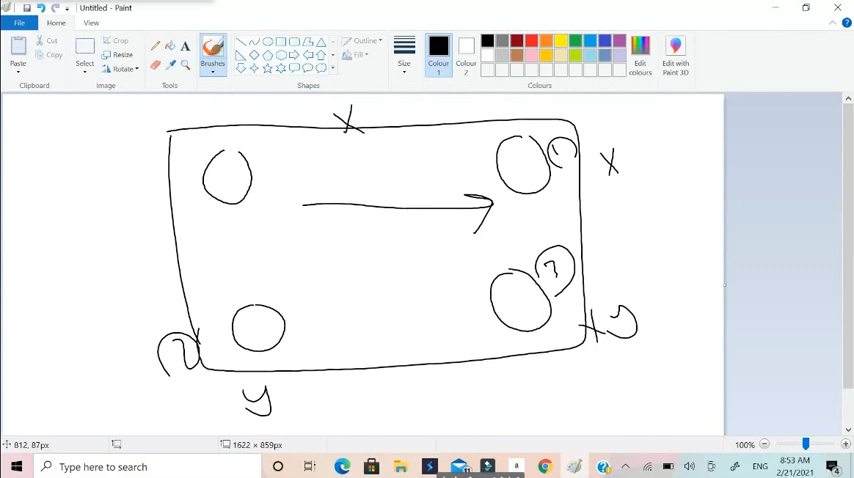 Untitled - Paint
File Home View
Paste
Cut
Copy
Clipboard
Select
Crop
Resize
Rotate
Image
Tools
Brushes
Shapes
Outline
Fill
Size
Colour
1
Colour
2
Edit
colours
Edit with
Paint 3D
Colours
x
x
y
xy
812, 87px
1622 × 859px
100%
Type here to search
a
ENG
8:53 AM
2/21/2021
4